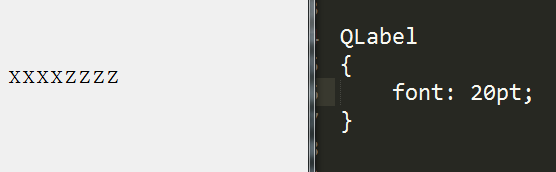 xxxxzzzz
QLabel
{
    font: 20pt;
}